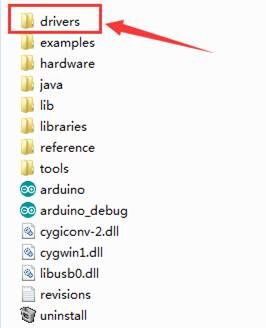 drivers
examples
hardware
java
lib
libraries
reference
tools
arduino
arduino_debug
cygiconv-2.dll
cygwin1.dll
libusb0.dll
revisions
uninstall